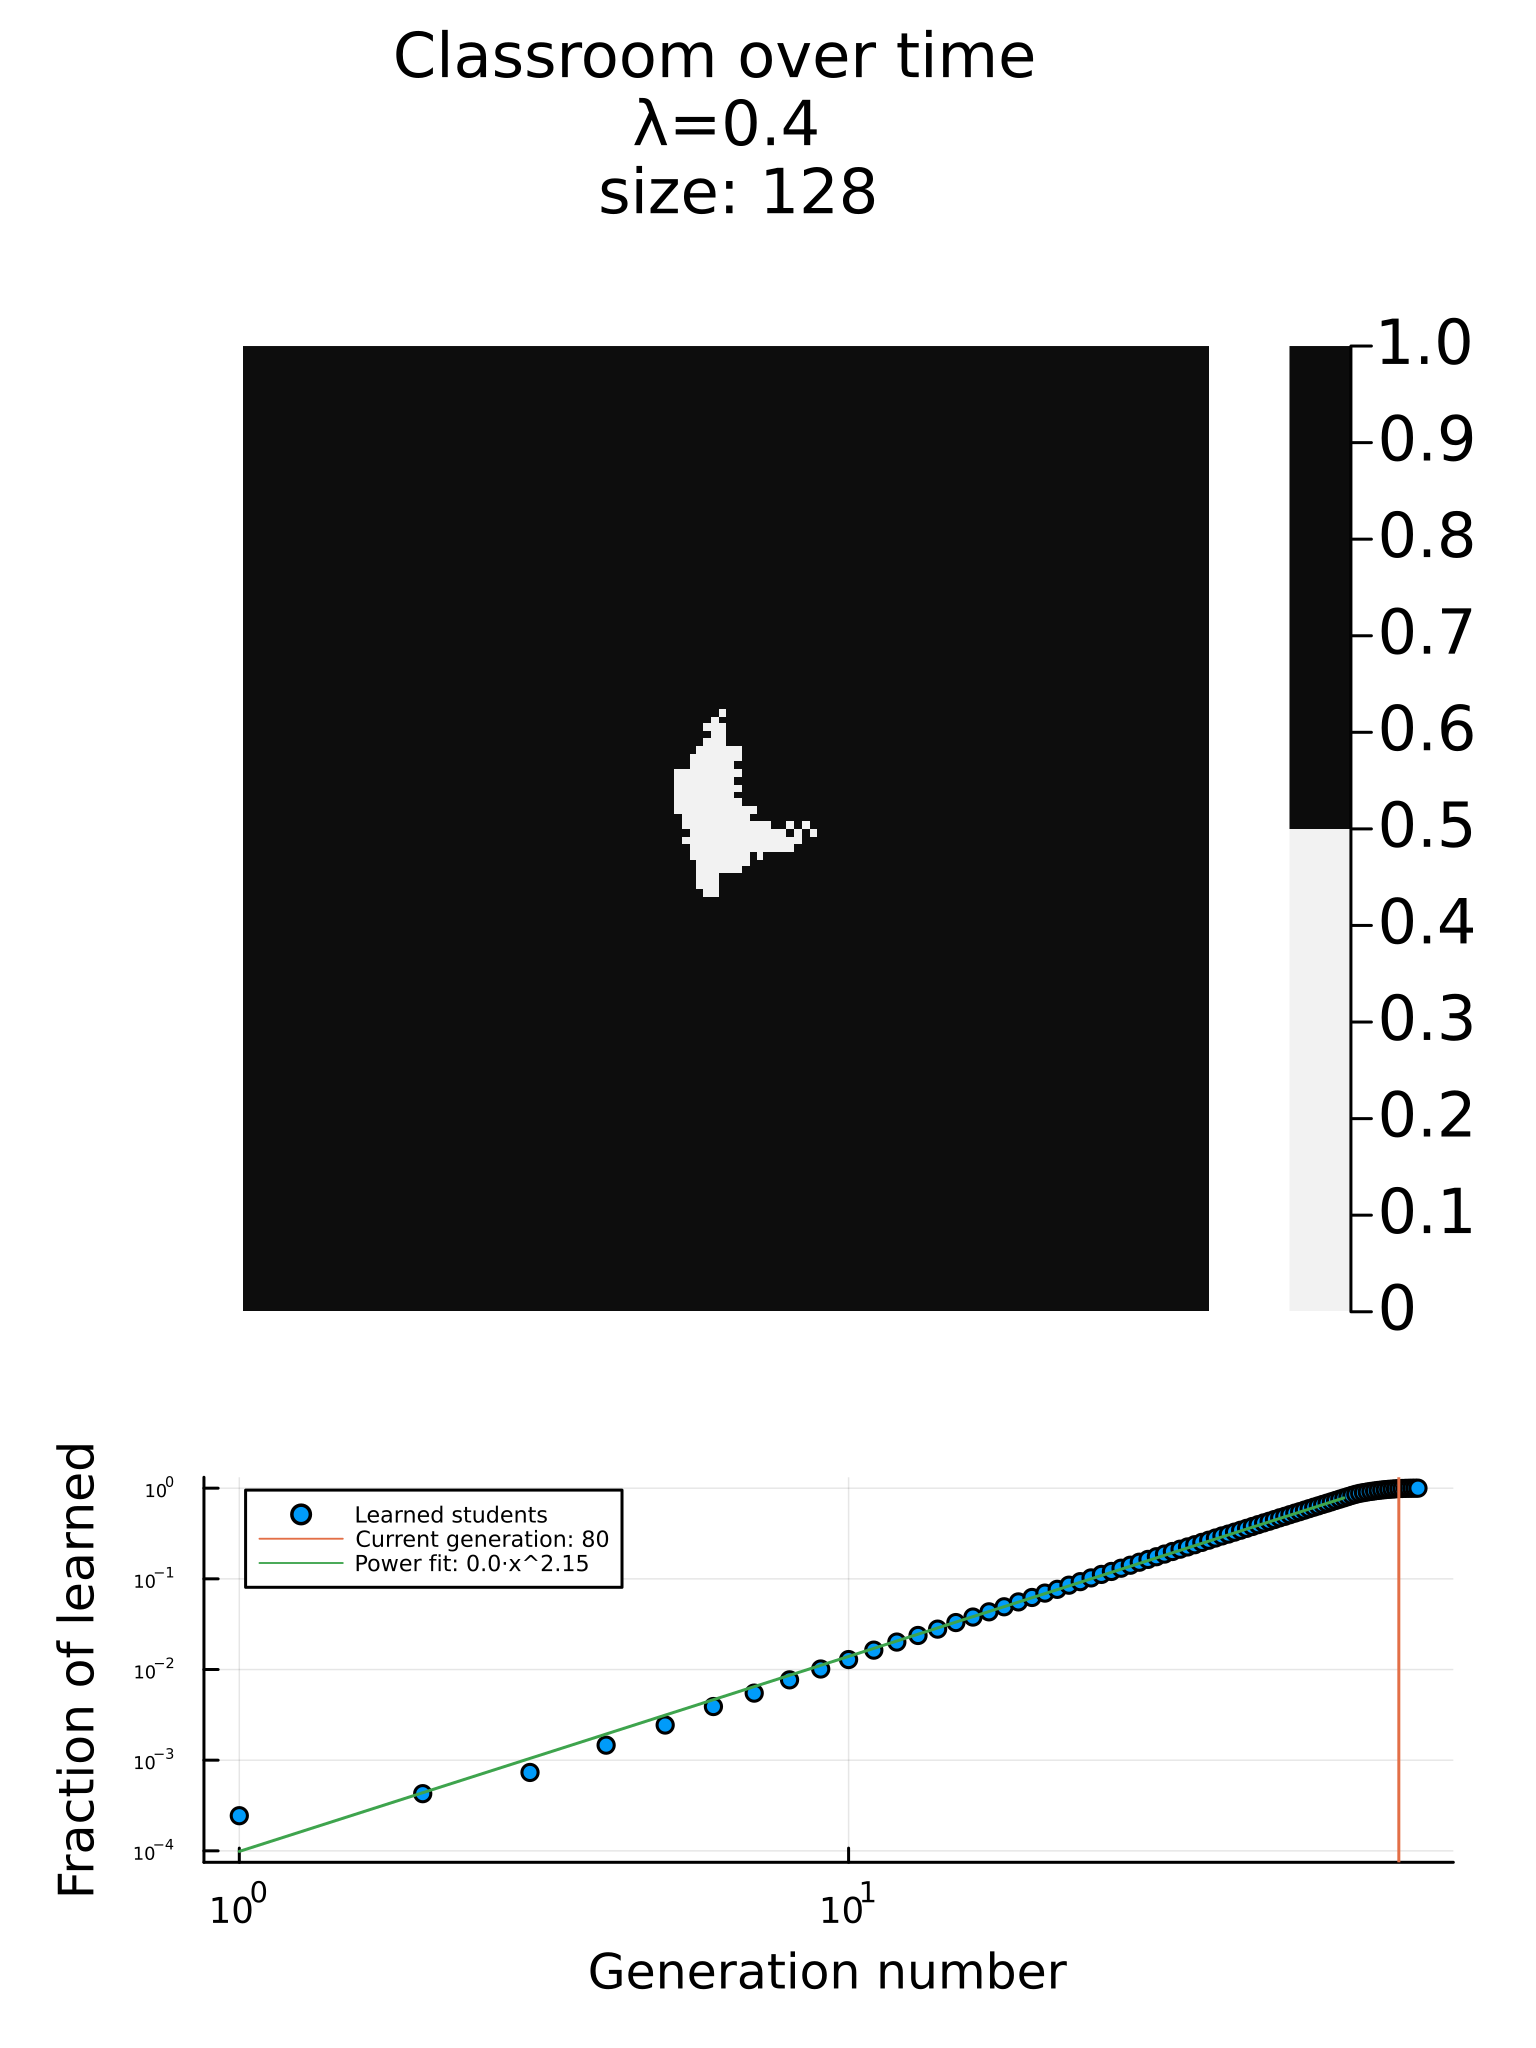 Classroom over time
λ=0.4
size: 128
1.0
0.9
0.8
0.7
0.6
0.5
0.4
0.3
0.2
0.1
0
Fraction of learned
10^0
10^-1
10^-2
10^-3
10^-4
Learned students
Current generation: 80
Power fit: 0.0·x^2.15
10^0
10^1
Generation number